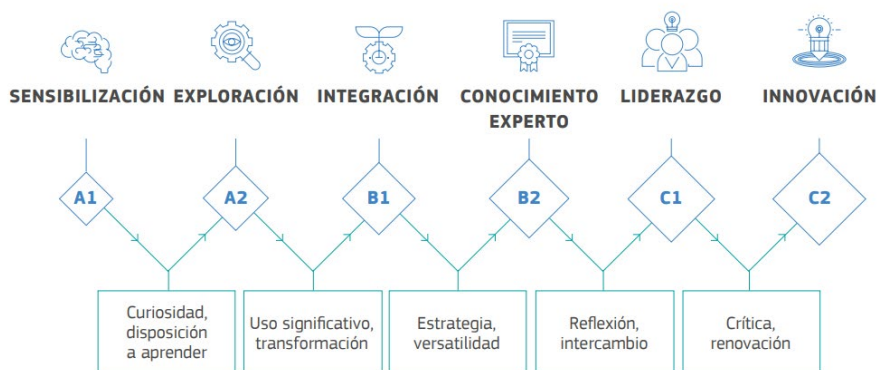 SENSIBILIZACIÓN EXPLORACIÓN INTEGRACIÓN CONOCIMIENTO EXPERTO LIDERAZGO INNOVACIÓN
A1 A2 B1 B2 C1 C2
Curiosidad,
disposición
a aprender
Uso significativo,
transformación
Estrategia,
versatilidad
Reflexión,
intercambio
Crítica,
renovación